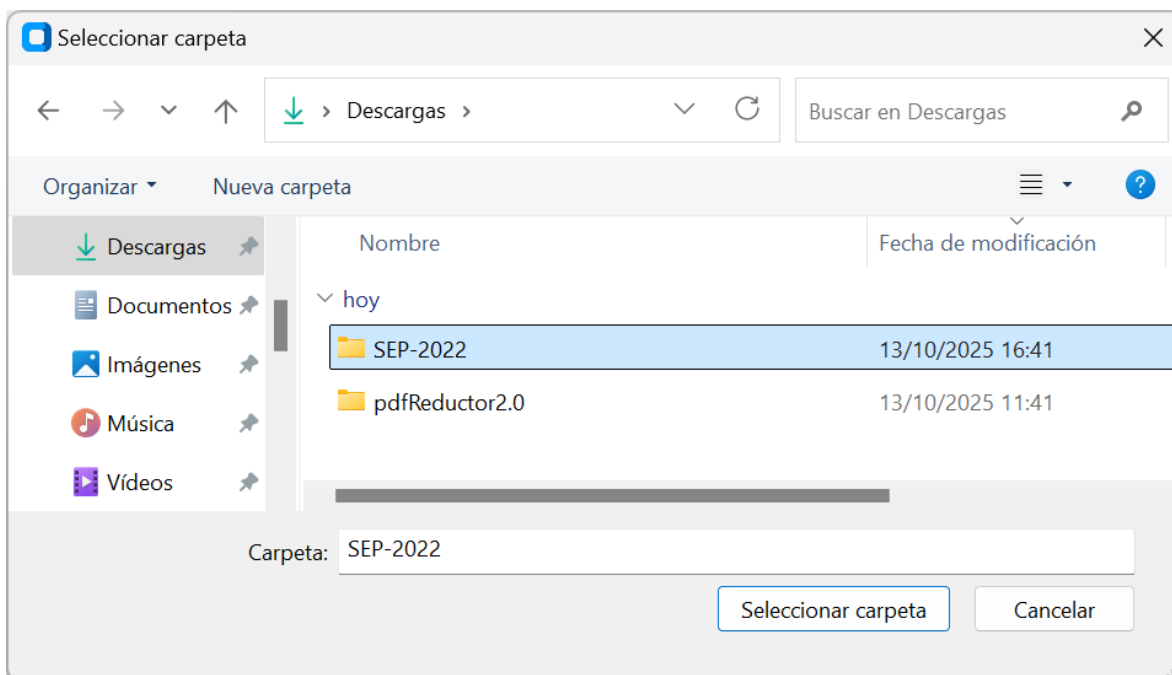 Seleccionar carpeta
Descargas
Buscar en Descargas
Organizar
Nueva carpeta
?
Descargas
Documentos
Imágenes
Música
Vídeos
Nombre
Fecha de modificación
hoy
SEP-2022 13/10/2025 16:41
pdfReductor2.0 13/10/2025 11:41
Carpeta: SEP-2022
Seleccionar carpeta
Cancelar